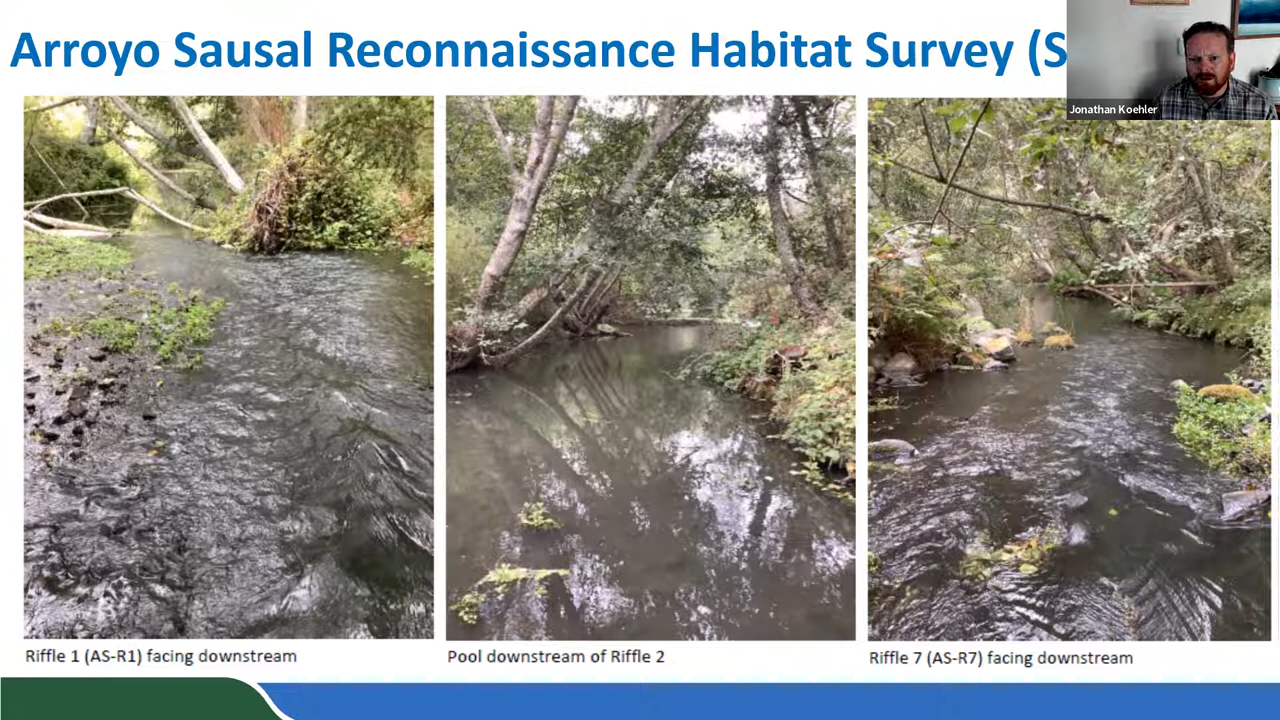 Arroyo Sausal Reconnaissance Habitat Survey (S
Jonathan Koehler
Riffle 1 (AS-R1) facing downstream
Pool downstream of Riffle 2
Riffle 7 (AS-R7) facing downstream